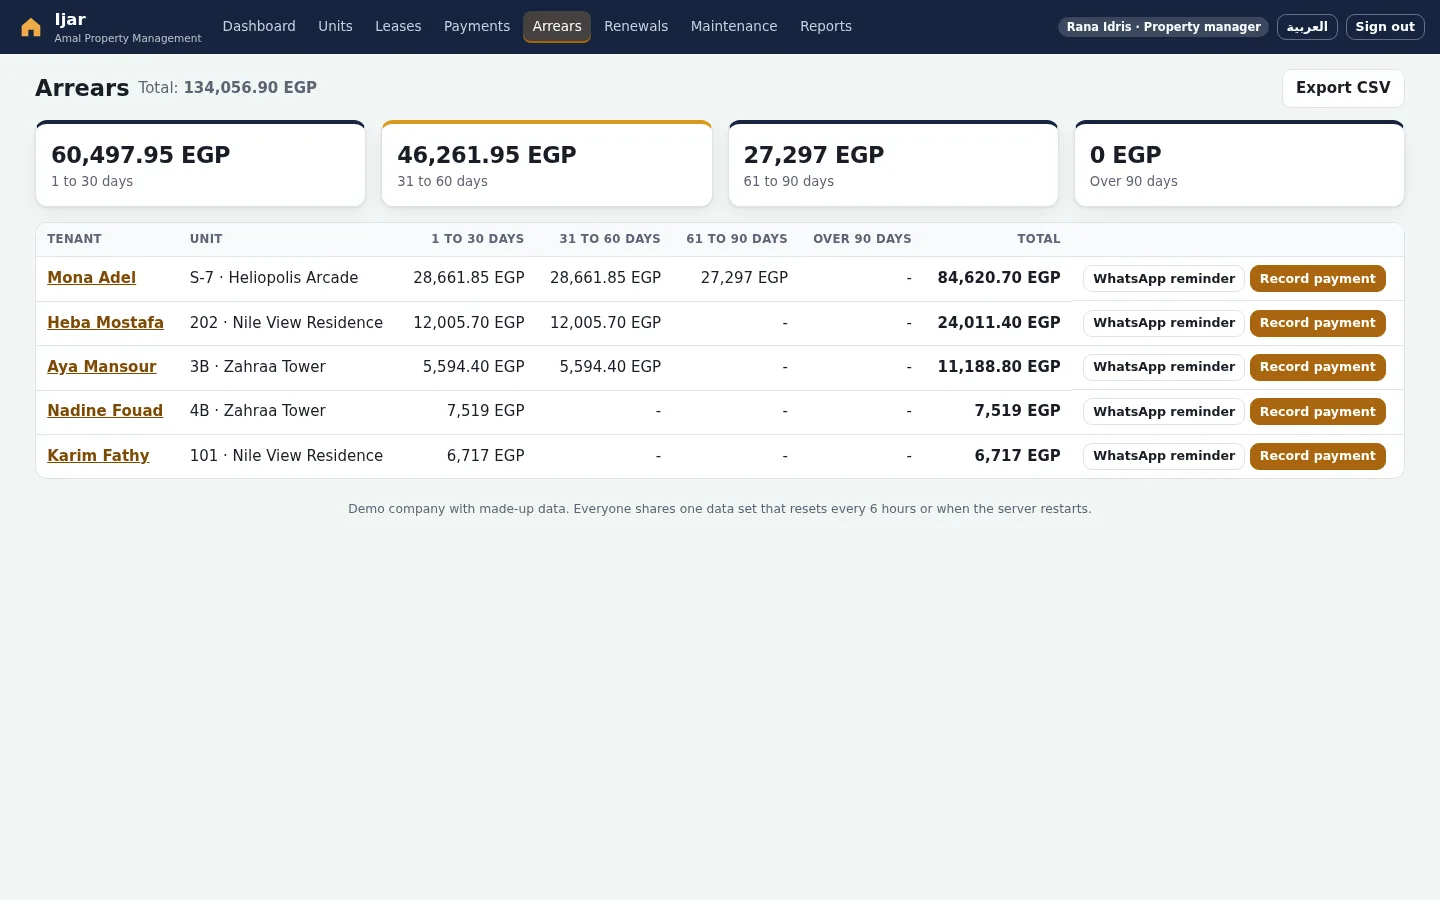 Ijar
Amal Property Management
Dashboard Units Leases Payments Arrears Renewals Maintenance Reports
Rana Idris · Property manager العربية Sign out
Arrears Total: 134,056.90 EGP Export CSV
60,497.95 EGP 46,261.95 EGP 27,297 EGP 0 EGP
1 to 30 days 31 to 60 days 61 to 90 days Over 90 days
TENANT UNIT 1 TO 30 DAYS 31 TO 60 DAYS 61 TO 90 DAYS OVER 90 DAYS TOTAL
Mona Adel S-7 · Heliopolis Arcade 28,661.85 EGP 28,661.85 EGP 27,297 EGP - 84,620.70 EGP WhatsApp reminder Record payment
Heba Mostafa 202 · Nile View Residence 12,005.70 EGP 12,005.70 EGP - - 24,011.40 EGP WhatsApp reminder Record payment
Aya Mansour 3B · Zahraa Tower 5,594.40 EGP 5,594.40 EGP - - 11,188.80 EGP WhatsApp reminder Record payment
Nadine Fouad 4B · Zahraa Tower 7,519 EGP - - - 7,519 EGP WhatsApp reminder Record payment
Karim Fathy 101 · Nile View Residence 6,717 EGP - - - 6,717 EGP WhatsApp reminder Record payment
Demo company with made-up data. Everyone shares one data set that resets every 6 hours or when the server restarts.